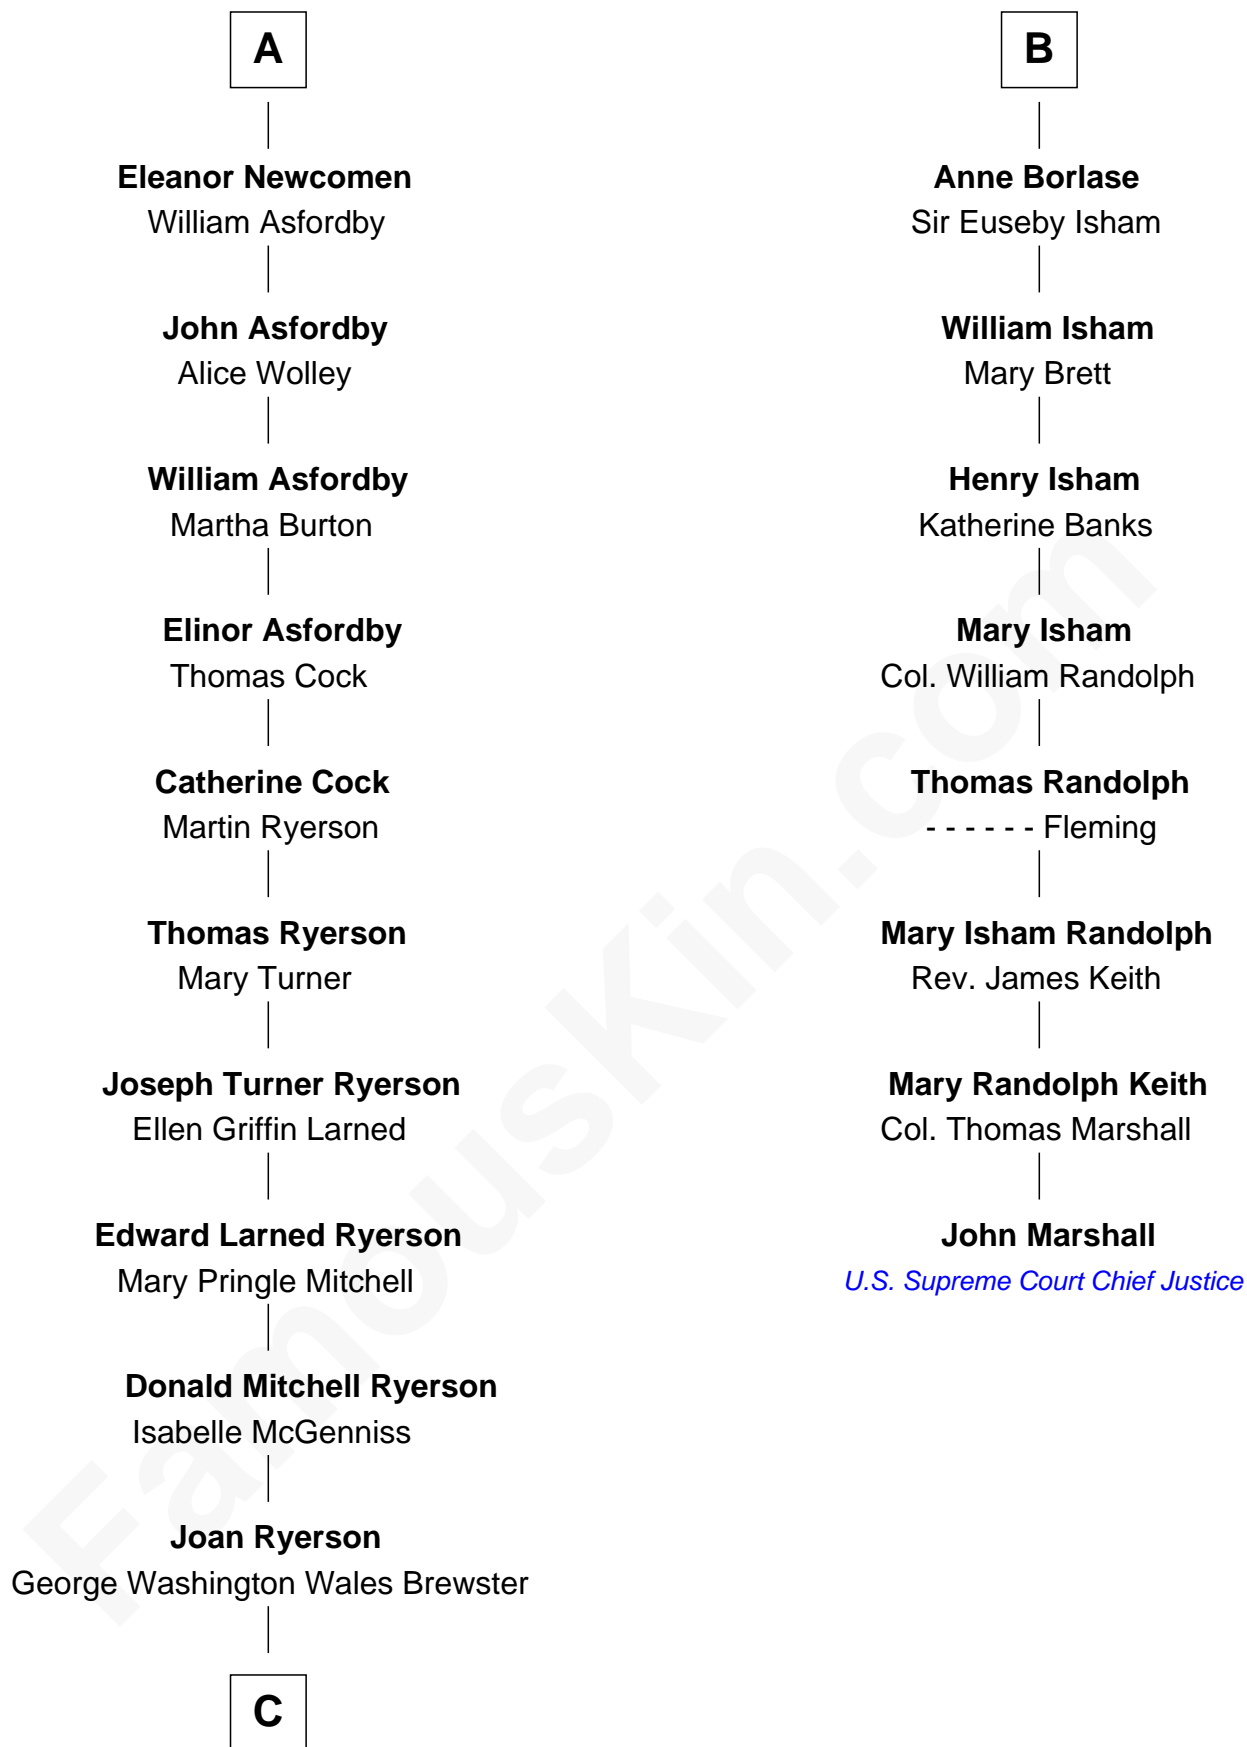 A
Eleanor Newcomen
William Asfordby
John Asfordby
Alice Wolley
William Asfordby
Martha Burton
Elinor Asfordby
Thomas Cock
Catherine Cock
Martin Ryerson
Thomas Ryerson
Mary Turner
Joseph Turner Ryerson
Ellen Griffin Larned
Edward Larned Ryerson
Mary Pringle Mitchell
Donald Mitchell Ryerson
Isabelle McGenniss
Joan Ryerson
George Washington Wales Brewster
C
B
Anne Borlase
Sir Euseby Isham
William Isham
Mary Brett
Henry Isham
Katherine Banks
Mary Isham
Col. William Randolph
Thomas Randolph
- - - - - - Fleming
Mary Isham Randolph
Rev. James Keith
Mary Randolph Keith
Col. Thomas Marshall
John Marshall
U.S. Supreme Court Chief Justice
FamousKin.com